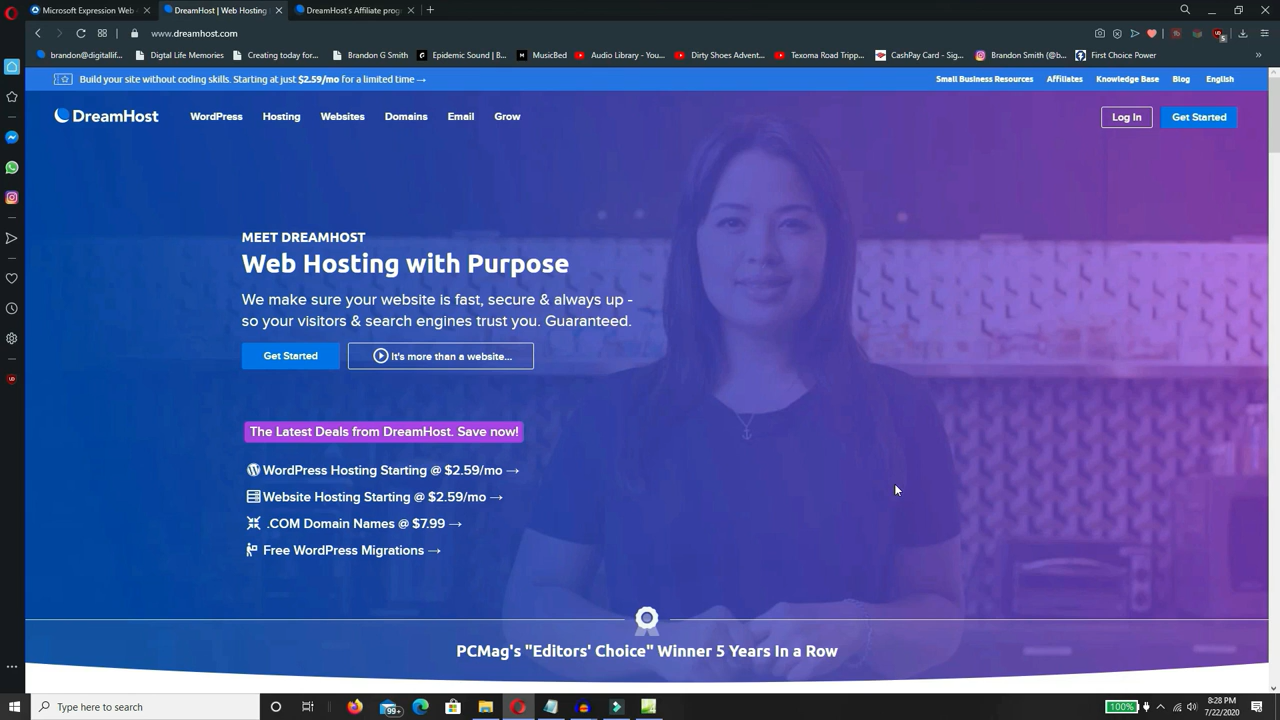 Microsoft Expression Web
DreamHost | Web Hosting
DreamHost's Affiliate prog
www.dreamhost.com
brandon@digitallif...
Digtal Life Memories
Creating today for...
Brandon G Smith
Epidemic Sound | B...
MusicBed
Audio Library - You...
Dirty Shoes Advent...
Texoma Road Tripp...
CashPay Card - Sig...
Brandon Smith (@b...
First Choice Power
Build your site without coding skills. Starting at just $2.59/mo for a limited time →
Small Business Resources
Affiliates
Knowledge Base
Blog
English
DreamHost
WordPress
Hosting
Websites
Domains
Email
Grow
Log In
Get Started
MEET DREAMHOST
Web Hosting with Purpose
We make sure your website is fast, secure & always up -
so your visitors & search engines trust you. Guaranteed.
Get Started
It's more than a website...
The Latest Deals from DreamHost. Save now!
WordPress Hosting Starting @ $2.59/mo →
Website Hosting Starting @ $2.59/mo →
.COM Domain Names @ $7.99 →
Free WordPress Migrations →
PCMag's "Editors' Choice" Winner 5 Years In a Row
Type here to search
99+
100%
8:28 PM
7/22/2020